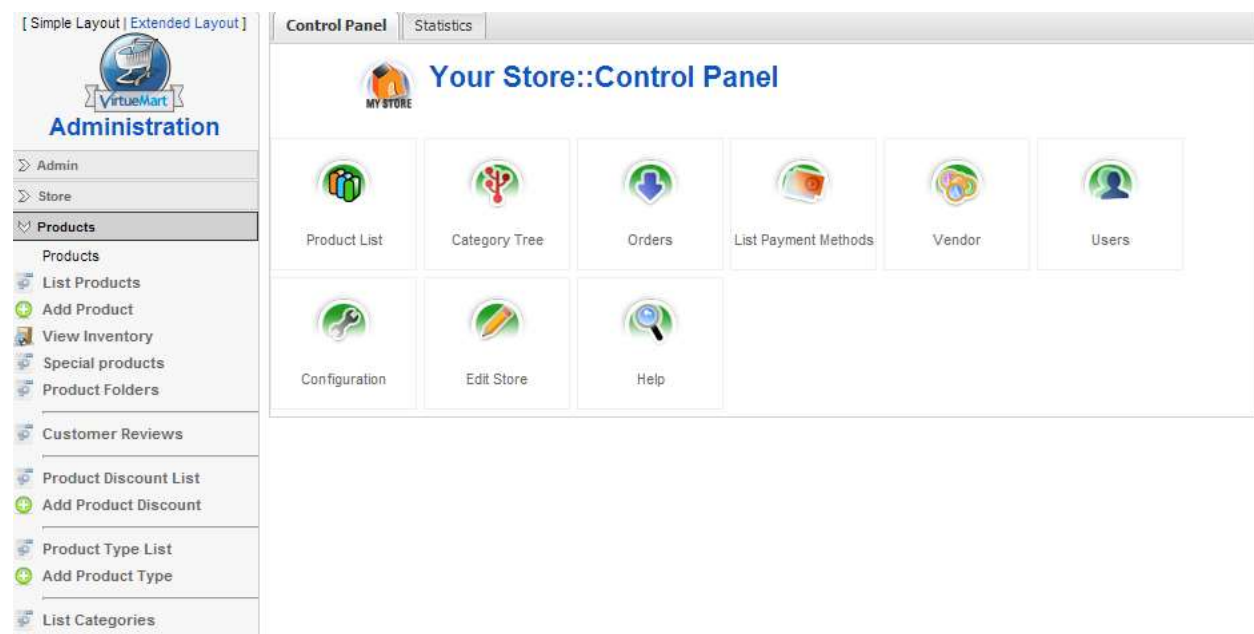 [ Simple Layout | Extended Layout ]
VirtueMart
Administration
Admin
Store
Products
Products
List Products
Add Product
View Inventory
Special products
Product Folders
Customer Reviews
Product Discount List
Add Product Discount
Product Type List
Add Product Type
List Categories
Control Panel
Statistics
MY STORE
Your Store::Control Panel
Product List
Category Tree
Orders
List Payment Methods
Vendor
Users
Configuration
Edit Store
Help